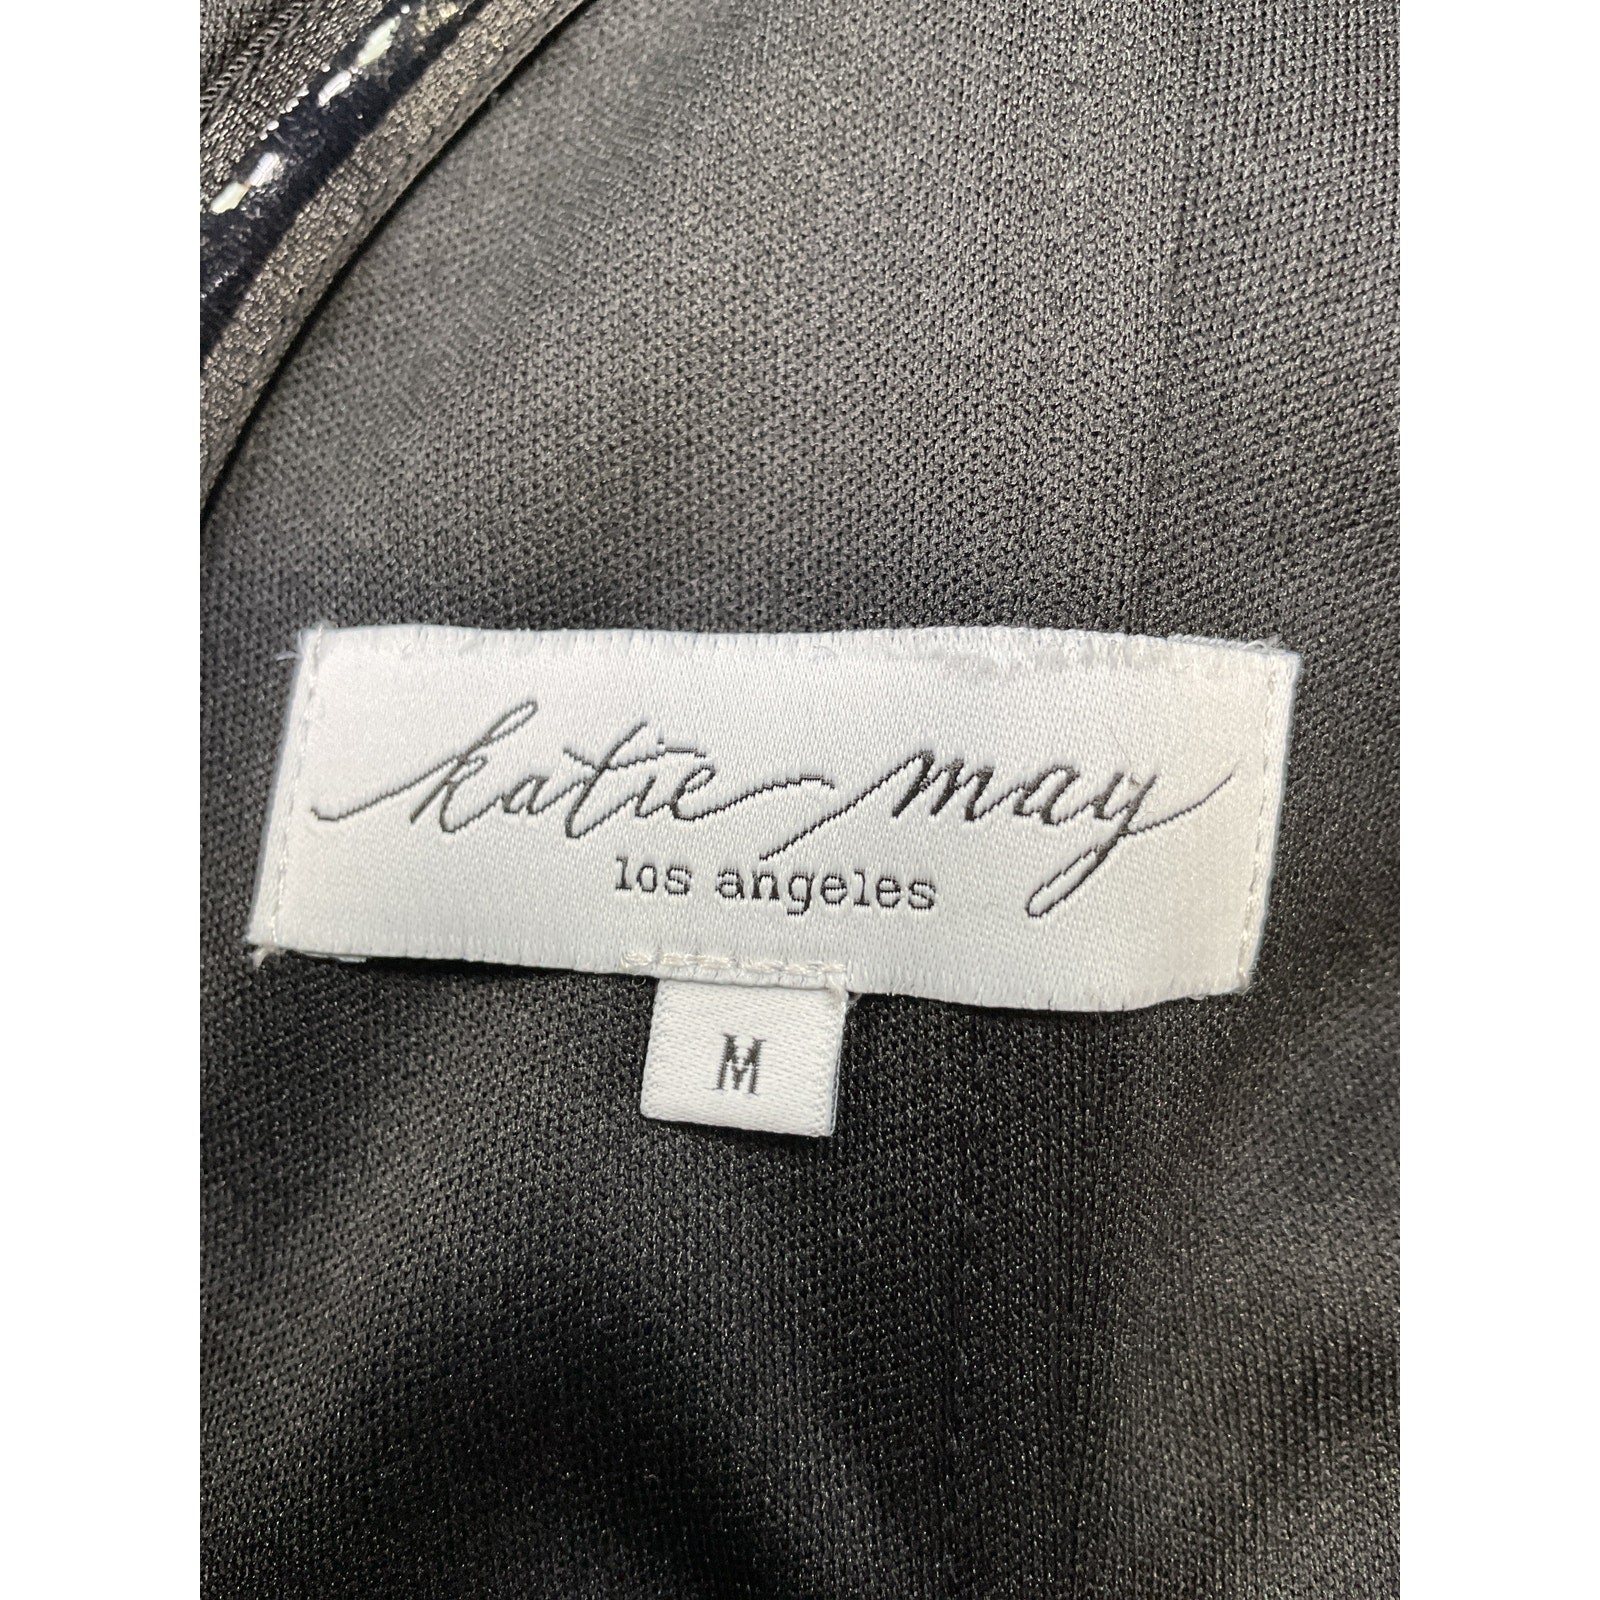 katie may
los angeles
M